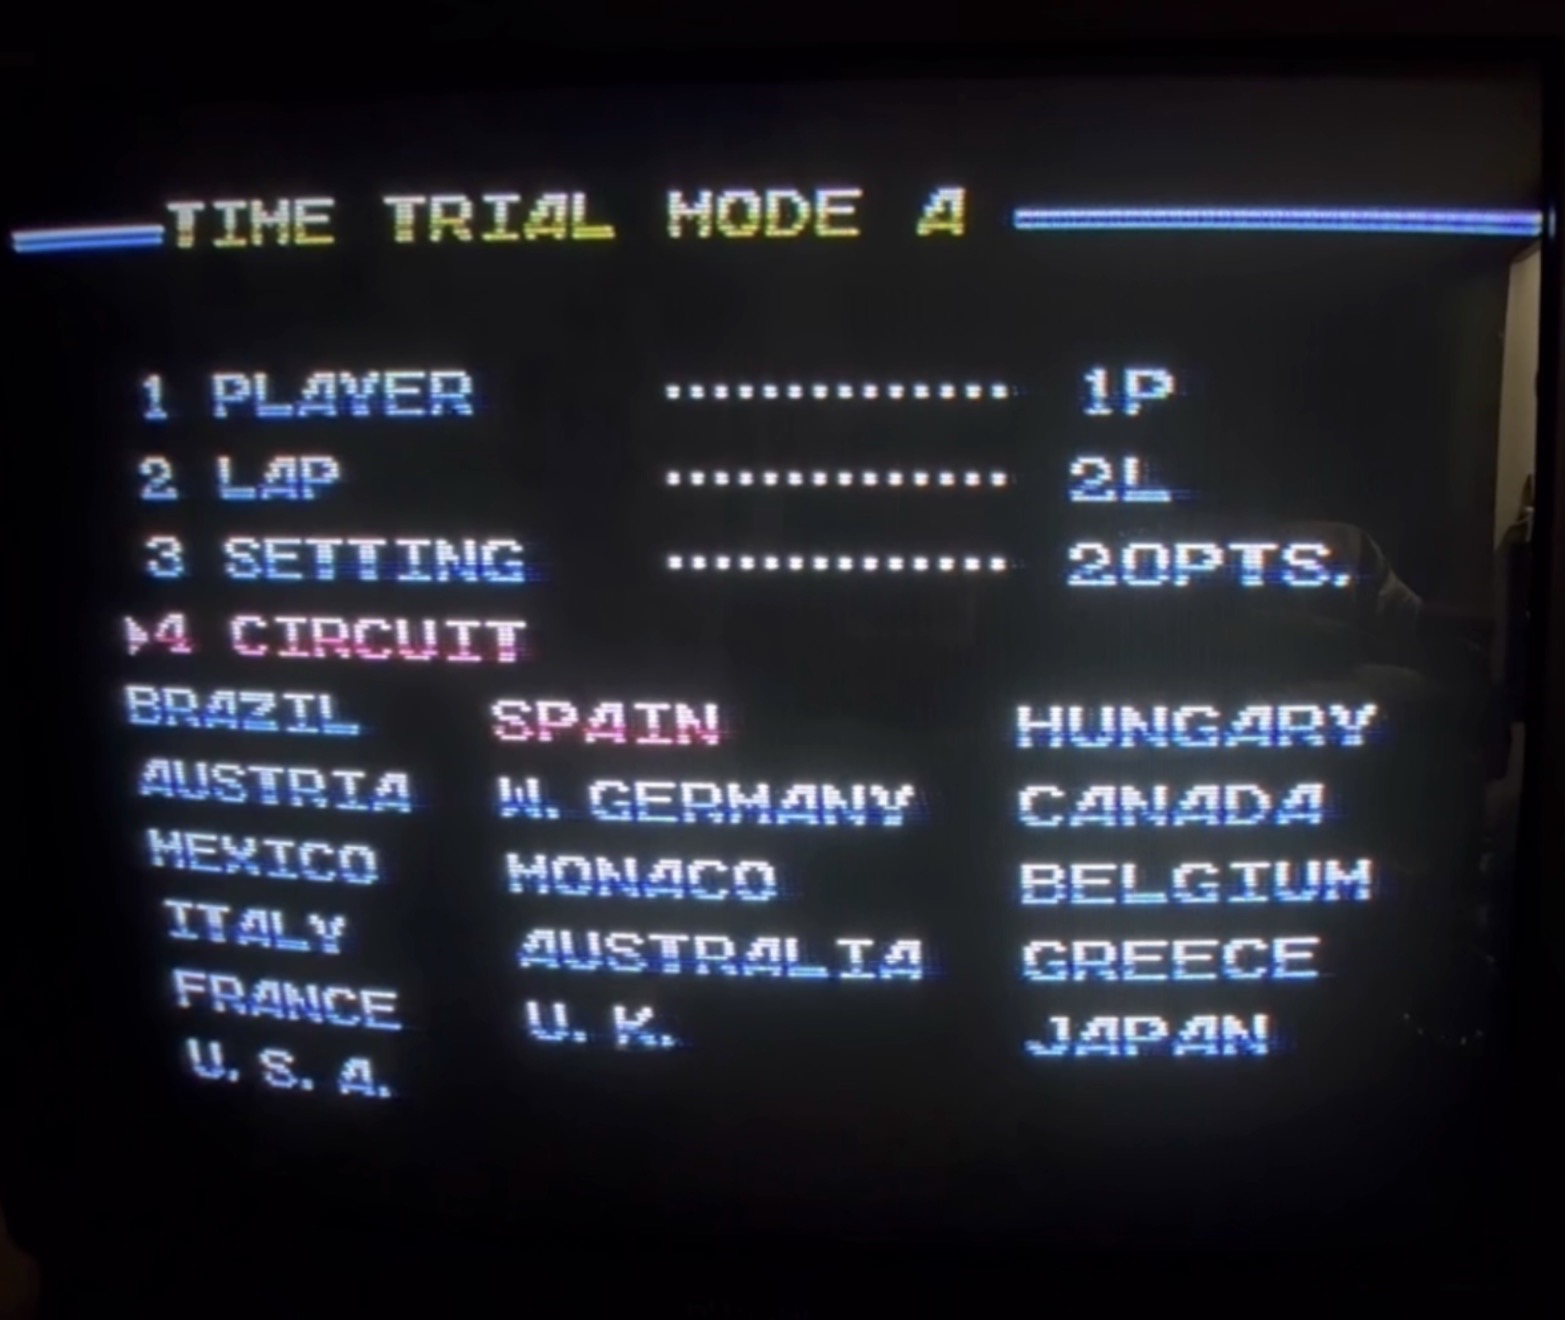 TIME TRIAL MODE A
1 PLAYER .............. 1P
2 LAP .............. 2L
3 SETTING .............. 20PTS.
▶4 CIRCUIT
BRAZIL SPAIN HUNGARY
AUSTRIA W. GERMANY CANADA
MEXICO MONACO BELGIUM
ITALY AUSTRALIA GREECE
FRANCE U. K. JAPAN
U. S. A.